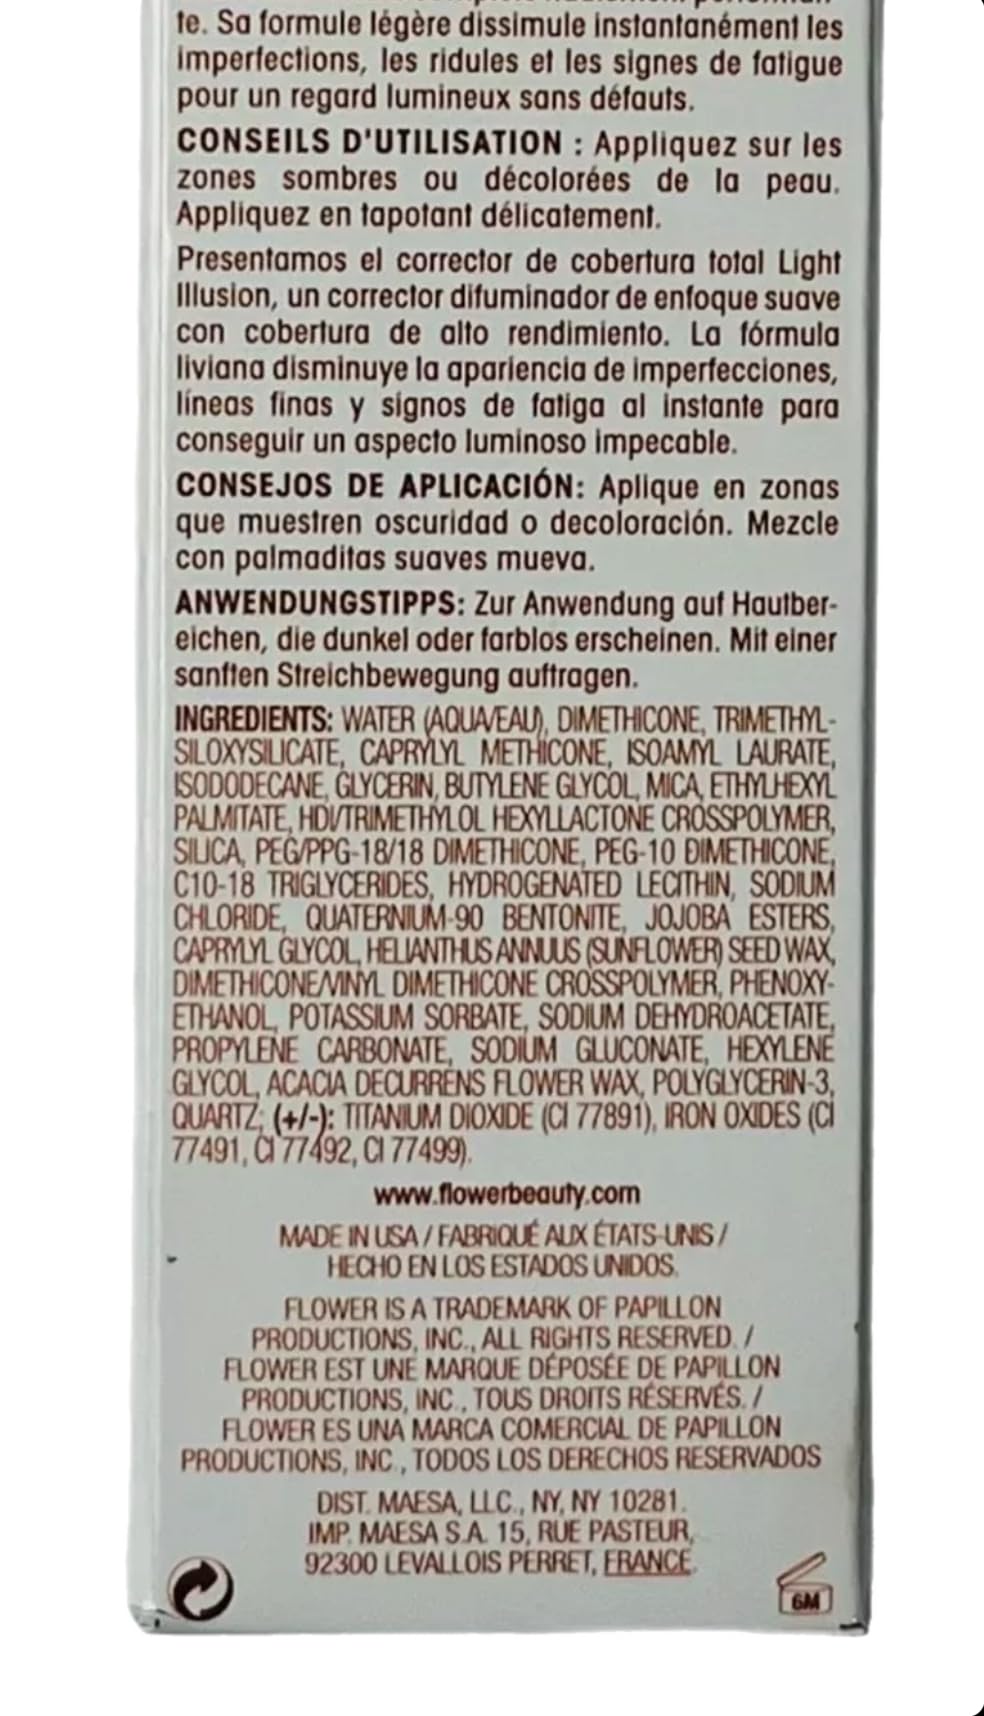 te. Sa formule légère dissimule instantanément les
imperfections, les ridules et les signes de fatigue
pour un regard lumineux sans défauts.
CONSEILS D'UTILISATION : Appliquez sur les
zones sombres ou décolorées de la peau.
Appliquez en tapotant délicatement.
Presentamos el corrector de cobertura total Light
Illusion, un corrector difuminador de enfoque suave
con cobertura de alto rendimiento. La fórmula
liviana disminuye la apariencia de imperfecciones,
líneas finas y signos de fatiga al instante para
conseguir un aspecto luminoso impecable.
CONSEJOS DE APLICACIÓN: Aplique en zonas
que muestren oscuridad o decoloración. Mezcle
con palmaditas suaves mueva.
ANWENDUNGSTIPPS: Zur Anwendung auf Hautber-
eichen, die dunkel oder farblos erscheinen. Mit einer
sanften Streichbewegung auftragen.
INGREDIENTS: WATER (AQUA/EAU), DIMETHICONE, TRIMETHYL-
SILOXYSILICATE, CAPRYLYL METHICONE, ISOAMYL LAURATE,
ISODODECANE, GLYCERIN, BUTYLENE GLYCOL, MICA, ETHYLHEXYL
PALMITATE, HDI/TRIMETHYLOL HEXYLLACTONE CROSSPOLYMER,
SILICA, PEG/PPG-18/18 DIMETHICONE, PEG-10 DIMETHICONE,
C10-18 TRIGLYCERIDES, HYDROGENATED LECITHIN, SODIUM
CHLORIDE, QUATERNIUM-90 BENTONITE, JOJOBA ESTERS,
CAPRYLYL GLYCOL, HELIANTHUS ANNUUS (SUNFLOWER) SEED WAX,
DIMETHICONE/VINYL DIMETHICONE CROSSPOLYMER, PHENOXY-
ETHANOL, POTASSIUM SORBATE, SODIUM DEHYDROACETATE,
PROPYLENE CARBONATE, SODIUM GLUCONATE, HEXYLENE
GLYCOL, ACACIA DECURRENS FLOWER WAX, POLYGLYCERIN-3,
QUARTZ; (+/-): TITANIUM DIOXIDE (CI 77891), IRON OXIDES (CI
77491, CI 77492, CI 77499).
www.flowerbeauty.com
MADE IN USA / FABRIQUÉ AUX ÉTATS-UNIS /
HECHO EN LOS ESTADOS UNIDOS.
FLOWER IS A TRADEMARK OF PAPILLON
PRODUCTIONS, INC., ALL RIGHTS RESERVED. /
FLOWER EST UNE MARQUE DÉPOSÉE DE PAPILLON
PRODUCTIONS, INC., TOUS DROITS RÉSERVÉS. /
FLOWER ES UNA MARCA COMERCIAL DE PAPILLON
PRODUCTIONS, INC., TODOS LOS DERECHOS RESERVADOS
DIST. MAESA, LLC., NY, NY 10281.
IMP. MAESA S.A. 15, RUE PASTEUR,
92300 LEVALLOIS PERRET, FRANCE.
6M